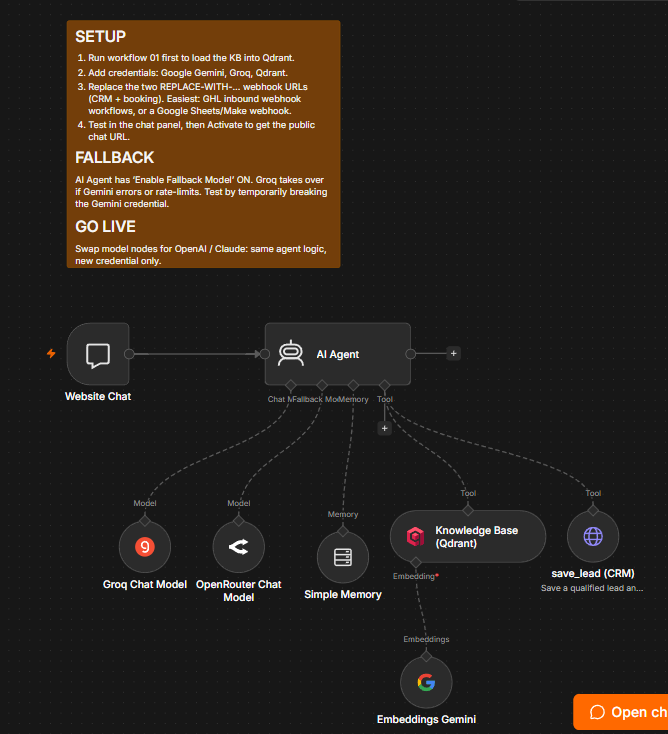 SETUP
1. Run workflow 01 first to load the KB into Qdrant.
2. Add credentials: Google Gemini, Groq, Qdrant.
3. Replace the two REPLACE-WITH-... webhook URLs
(CRM + booking). Easiest: GHL inbound webhook
workflows, or a Google Sheets/Make webhook.
4. Test in the chat panel, then Activate to get the public
chat URL.
FALLBACK
AI Agent has 'Enable Fallback Model' ON. Groq takes over
if Gemini errors or rate-limits. Test by temporarily breaking
the Gemini credential.
GO LIVE
Swap model nodes for OpenAI / Claude: same agent logic,
new credential only.
AI Agent
Website Chat
Chat M Fallback Mo Memory Tool
Model
Model
Memory
Tool
Tool
Groq Chat Model
OpenRouter Chat
Model
Simple Memory
Knowledge Base
(Qdrant)
Embedding*
save_lead (CRM)
Save a qualified lead an...
Embeddings
Embeddings Gemini
Open ch